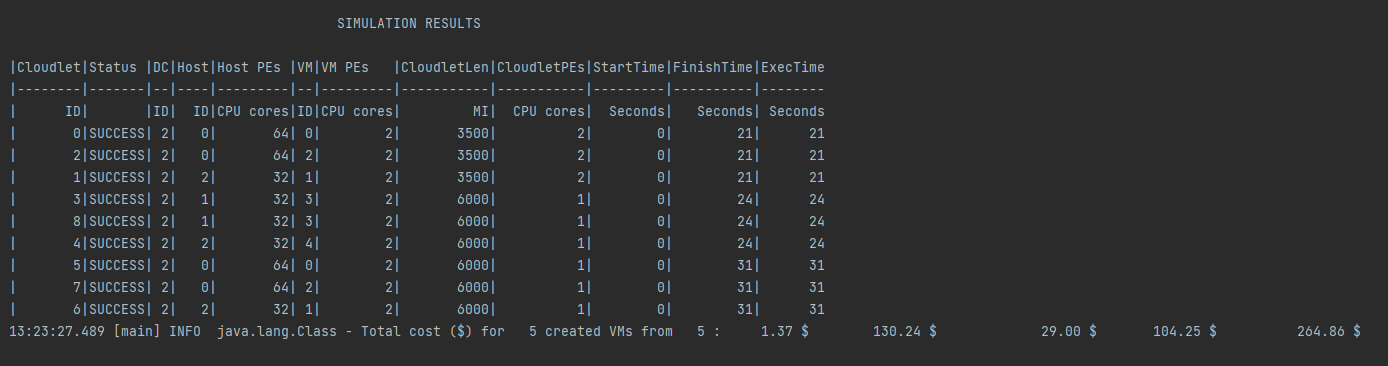 SIMULATION RESULTS
|Cloudlet|Status |DC|Host|Host PEs |VM|VM PEs   |CloudletLen|CloudletPEs|StartTime|FinishTime|ExecTime
|--------|-------|--|----|---------|--|---------|-----------|-----------|---------|----------|--------
|      ID|       |ID|  ID|CPU cores|ID|CPU cores|         MI|  CPU cores|  Seconds|   Seconds| Seconds
|       0|SUCCESS| 2|   0|       64| 0|        2|       3500|          2|        0|        21|      21
|       2|SUCCESS| 2|   0|       64| 2|        2|       3500|          2|        0|        21|      21
|       1|SUCCESS| 2|   2|       32| 1|        2|       3500|          2|        0|        21|      21
|       3|SUCCESS| 2|   1|       32| 3|        2|       6000|          1|        0|        24|      24
|       8|SUCCESS| 2|   1|       32| 3|        2|       6000|          1|        0|        24|      24
|       4|SUCCESS| 2|   2|       32| 4|        2|       6000|          1|        0|        24|      24
|       5|SUCCESS| 2|   0|       64| 0|        2|       6000|          1|        0|        31|      31
|       7|SUCCESS| 2|   0|       64| 2|        2|       6000|          1|        0|        31|      31
|       6|SUCCESS| 2|   2|       32| 1|        2|       6000|          1|        0|        31|      31
13:23:27.489 [main] INFO  java.lang.Class - Total cost ($) for   5 created VMs from   5 :     1.37 $        130.24 $             29.00 $       104.25 $          264.86 $